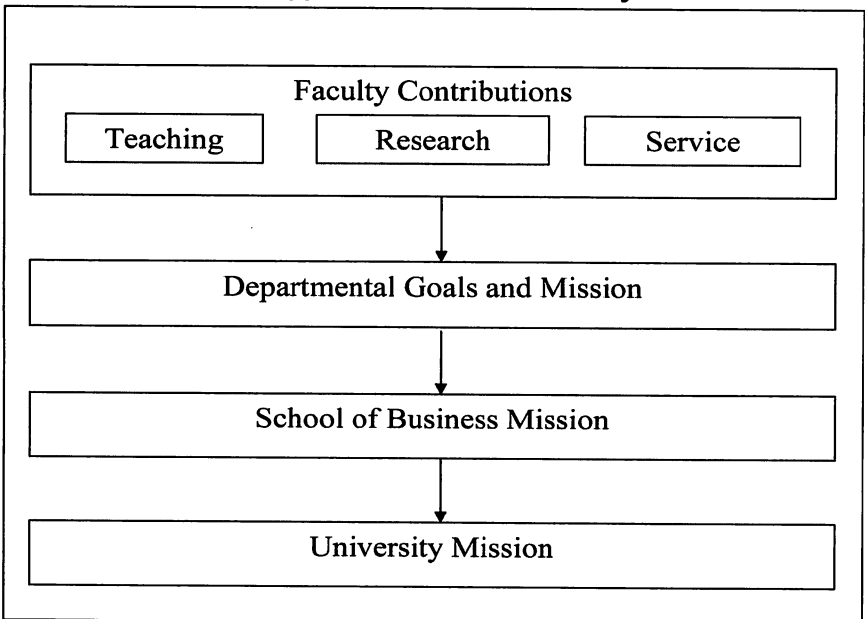 Faculty Contributions
Teaching Research Service
Departmental Goals and Mission
School of Business Mission
University Mission